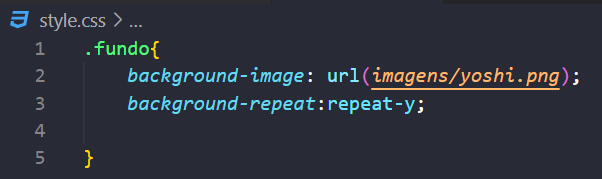 style.css > ...
1 .fundo{
2 background-image: url(imagens/yoshi.png);
3 background-repeat:repeat-y;
4
5 }